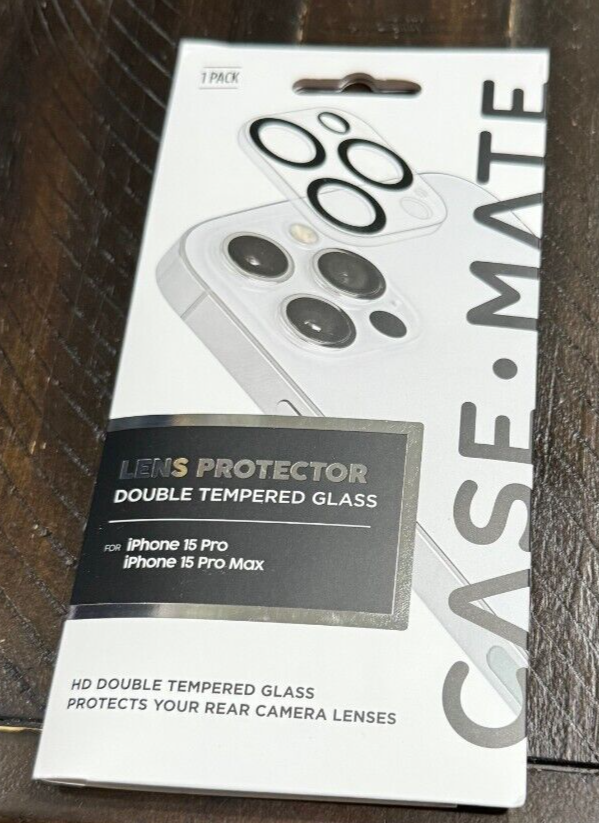 1 PACK
CASE•MATE
LENS PROTECTOR
DOUBLE TEMPERED GLASS
FOR iPhone 15 Pro
iPhone 15 Pro Max
HD DOUBLE TEMPERED GLASS
PROTECTS YOUR REAR CAMERA LENSES